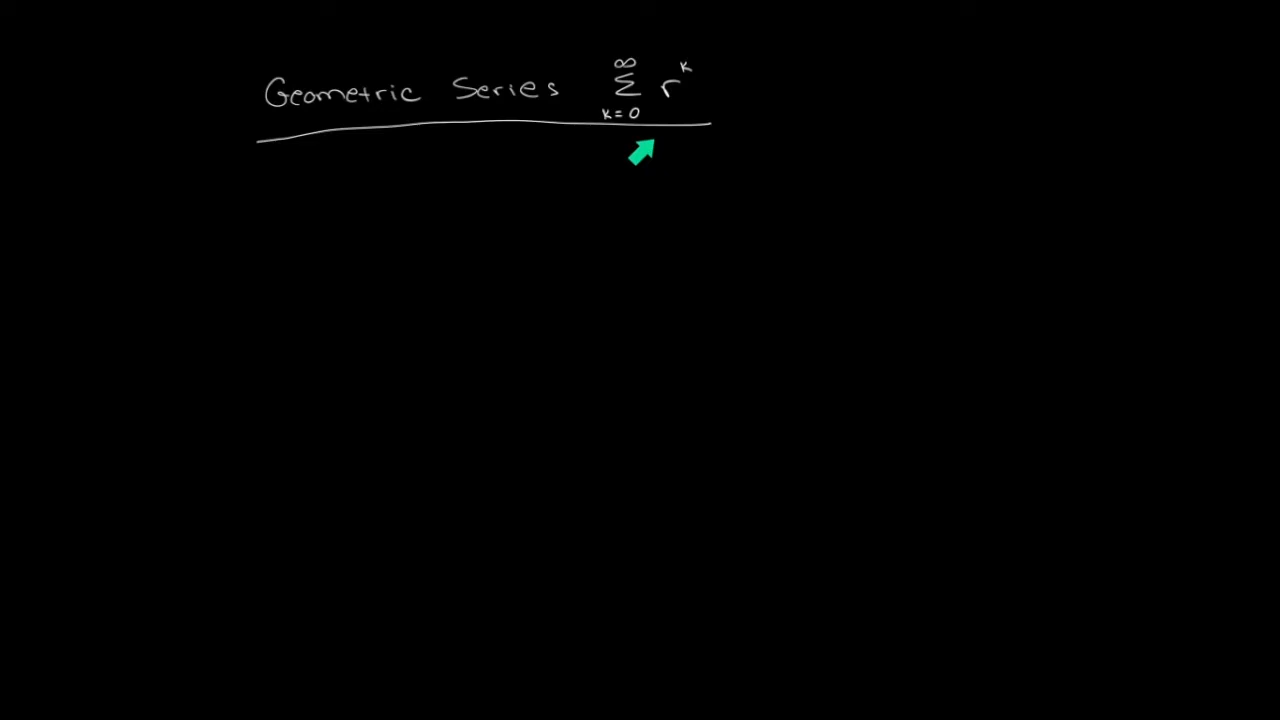 Geometric Series ∞ Σ k=0 r^k